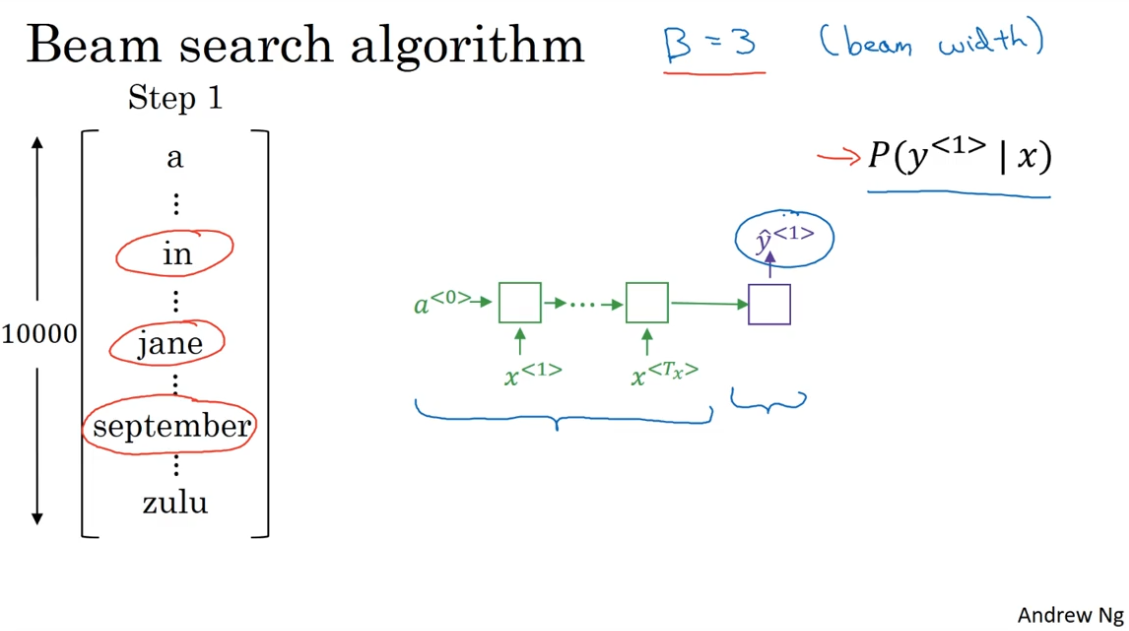 Beam search algorithm
B = 3 (beam width)
Step 1
a
⋮
in
⋮
jane
⋮
september
⋮
zulu
10000
→ P(y^{<1>} | x)
ŷ^{<1>}
a^{<0>} → → ⋯ → →
x^{<1>}
x^{<T_x>}
Andrew Ng